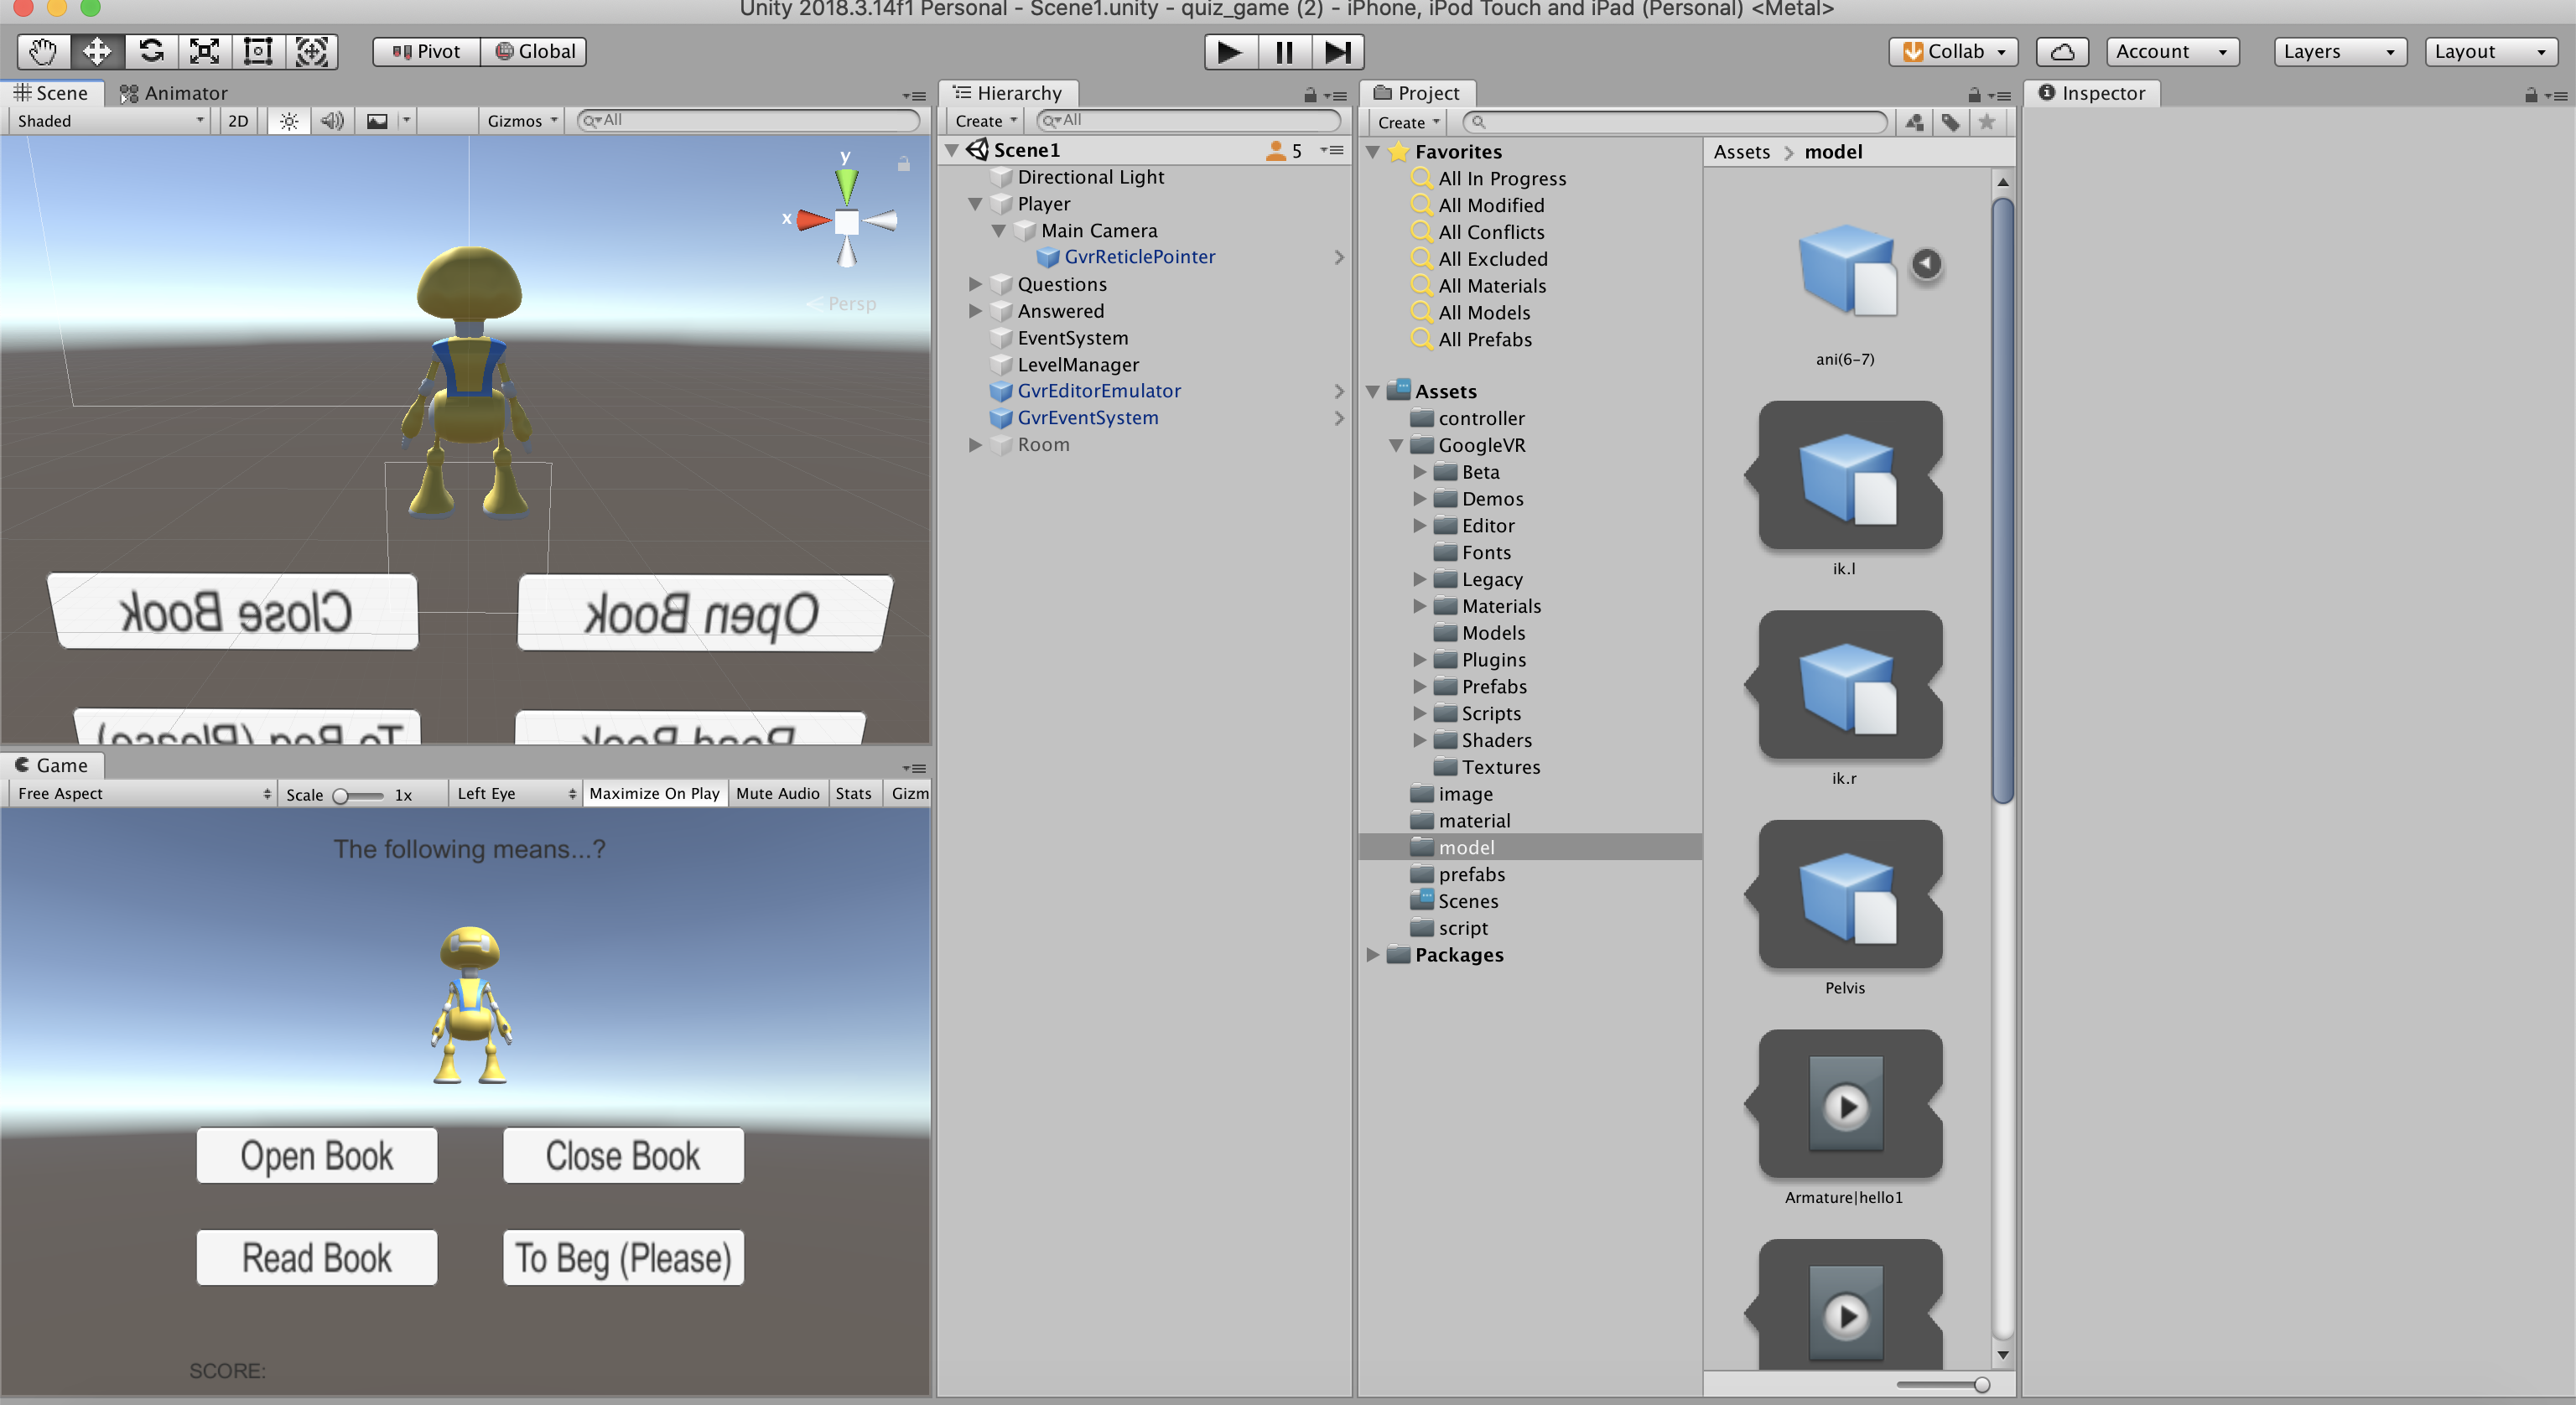 Unity 2018.3.14f1 Personal - Scene1.unity - quiz_game (2) - iPhone, iPod Touch and iPad (Personal) <Metal>
Pivot Global Collab Account Layers Layout
Scene Animator
Shaded 2D Gizmos All
y
x
Persp
Close Book Open Book
To Beg (Please) Read Book
Game
Free Aspect Scale 1x Left Eye Maximize On Play Mute Audio Stats Gizm
The following means...?
Open Book Close Book
Read Book To Beg (Please)
SCORE:
Hierarchy
Create All
Scene1 5
Directional Light
Player
Main Camera
GvrReticlePointer
Questions
Answered
EventSystem
LevelManager
GvrEditorEmulator
GvrEventSystem
Room
Project
Create
Favorites
All In Progress
All Modified
All Conflicts
All Excluded
All Materials
All Models
All Prefabs
Assets
controller
GoogleVR
Beta
Demos
Editor
Fonts
Legacy
Materials
Models
Plugins
Prefabs
Scripts
Shaders
Textures
image
material
model
prefabs
Scenes
script
Packages
Assets model
ani(6-7)
ik.l
ik.r
Pelvis
Armature|hello1
Inspector